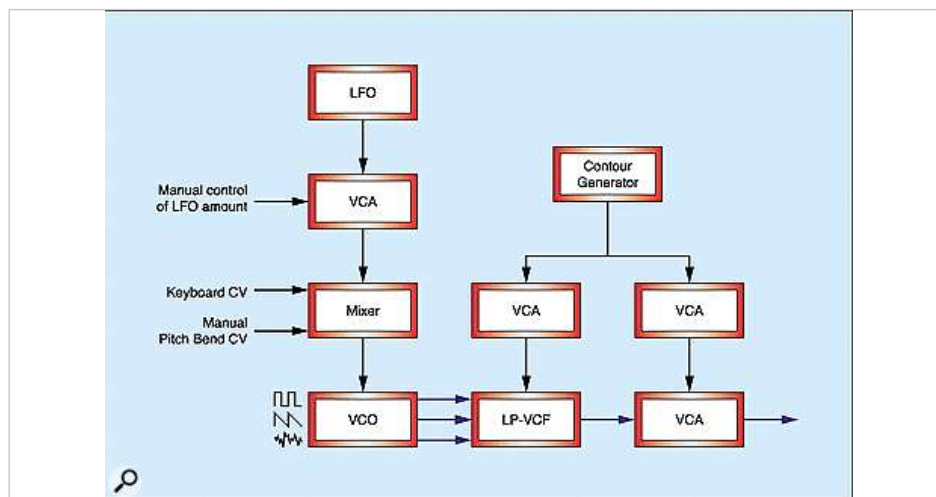 LFO
Contour
Generator
Manual control
of LFO amount
VCA
Keyboard CV
Mixer
VCA
VCA
Manual
Pitch Bend CV
VCO
LP-VCF
VCA